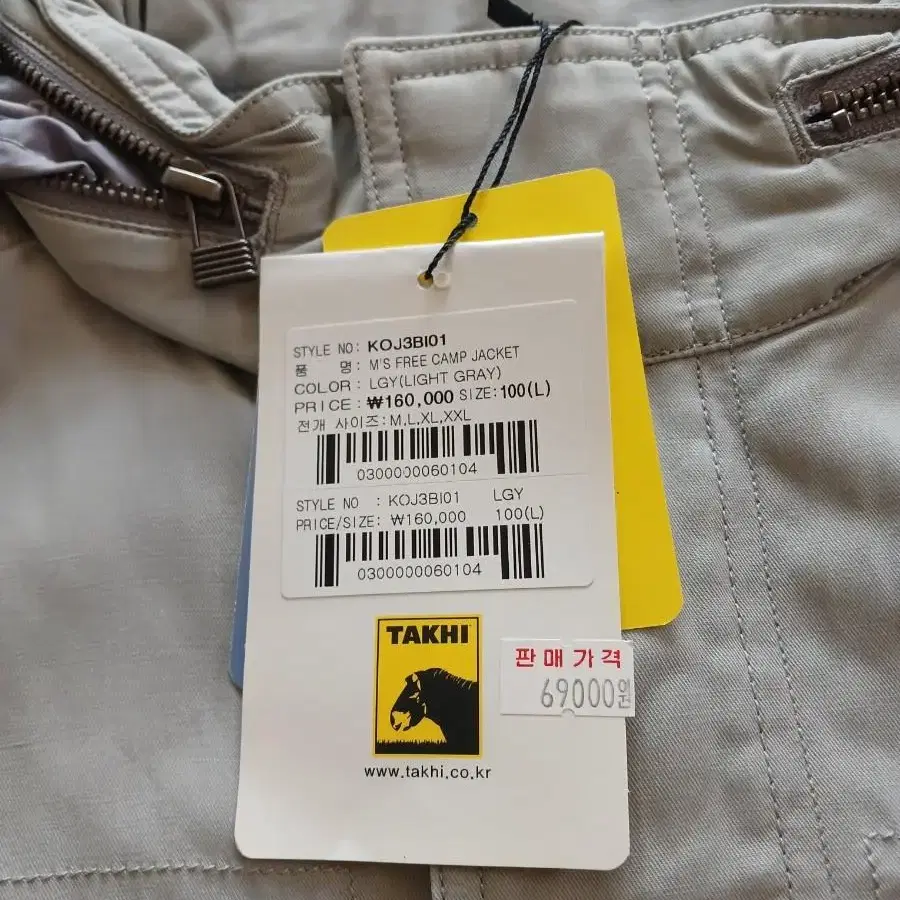 STYLE NO: KOJ3BI01
품 명: M'S FREE CAMP JACKET
COLOR: LGY(LIGHT GRAY)
PRICE: ₩160,000 SIZE: 100(L)
전개 사이즈:M,L,XL,XXL
0300000060104
STYLE NO : KOJ3BI01 LGY
PRICE/SIZE: ₩160,000 100(L)
0300000060104
TAKHI
판매가격
69000원
www.takhi.co.kr